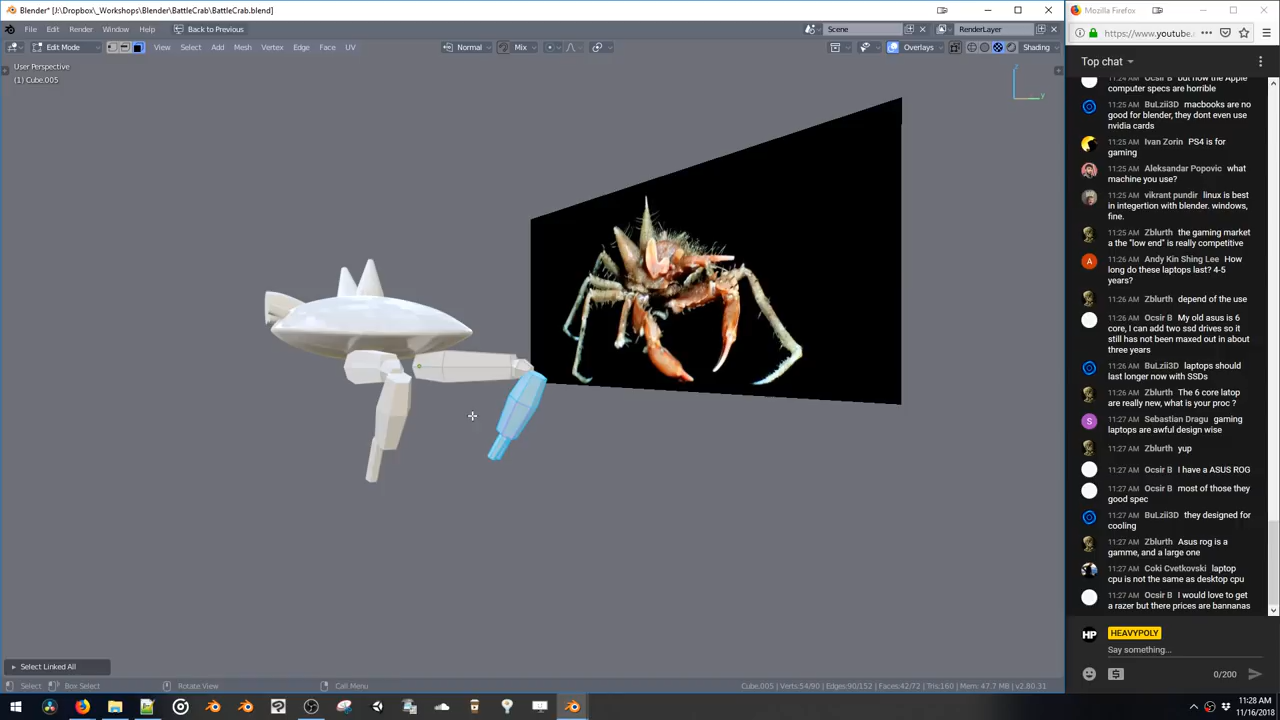 Blender* [J:\Dropbox\_Workshops\Blender\BattleCrab\BattleCrab.blend]
File Edit Render Window Help Back to Previous Scene RenderLayer
Edit Mode View Select Add Mesh Vertex Edge Face UV Normal Mix Overlays Shading
User Perspective
(1) Cube.005
Z
Y
Select Linked All
Select Box Select Rotate View Call Menu Cube.005 | Verts:54/90 | Edges:90/152 | Faces:42/72 | Tris:160 | Mem: 47.7 MB | v2.80.31
Mozilla Firefox
https://www.youtube.
Top chat
11:24 AM Ocsir B but how the Apple
computer specs are horrible
11:25 AM BuLzii3D macbooks are no
good for blender, they dont even use
nvidia cards
11:25 AM Ivan Zorin PS4 is for
gaming
11:25 AM Aleksandar Popovic what
machine you use?
11:25 AM vikrant pundir linux is best
in integertion with blender. windows,
fine.
11:25 AM Zblurth the gaming market
a the "low end" is really competitive
11:26 AM Andy Kin Shing Lee How
long do these laptops last? 4-5
years?
11:26 AM Zblurth depend of the use
11:26 AM Ocsir B My old asus is 6
core, I can add two ssd drives so it
still has not been maxed out in about
three years
11:26 AM BuLzii3D laptops should
last longer now with SSDs
11:26 AM Zblurth The 6 core latop
are really new, what is your proc ?
11:27 AM Sebastian Dragu gaming
laptops are awful design wise
11:27 AM Zblurth yup
11:27 AM Ocsir B I have a ASUS ROG
11:27 AM Ocsir B most of those they
good spec
11:27 AM BuLzii3D they designed for
cooling
11:27 AM Zblurth Asus rog is a
gamme, and a large one
11:27 AM Coki Cvetkovski laptop
cpu is not the same as desktop cpu
11:27 AM Ocsir B I would love to get
a razer but there prices are bannanas
HP HEAVYPOLY
Say something...
0/200
11:28 AM
11/16/2018